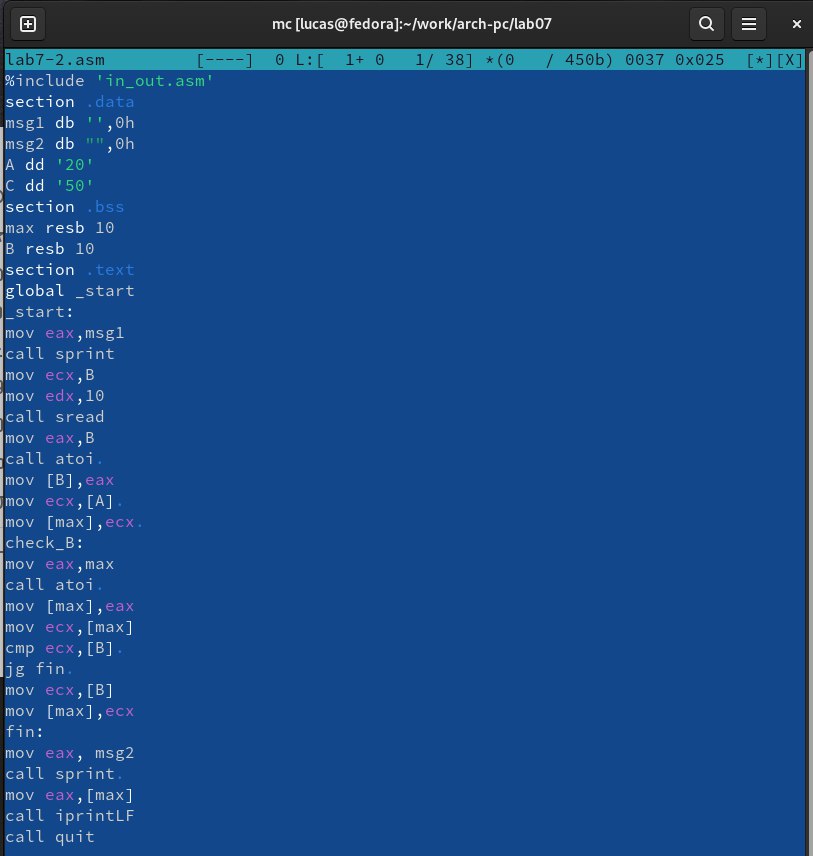 mc [lucas@fedora]:~/work/arch-pc/lab07
lab7-2.asm [----] 0 L:[ 1+ 0 1/ 38] *(0 / 450b) 0037 0x025 [*][X]
%include 'in_out.asm'
section .data
msg1 db '',0h
msg2 db "",0h
A dd '20'
C dd '50'
section .bss
max resb 10
B resb 10
section .text
global _start
_start:
mov eax,msg1
call sprint
mov ecx,B
mov edx,10
call sread
mov eax,B
call atoi.
mov [B],eax
mov ecx,[A].
mov [max],ecx.
check_B:
mov eax,max
call atoi.
mov [max],eax
mov ecx,[max]
cmp ecx,[B].
jg fin.
mov ecx,[B]
mov [max],ecx
fin:
mov eax, msg2
call sprint.
mov eax,[max]
call iprintLF
call quit